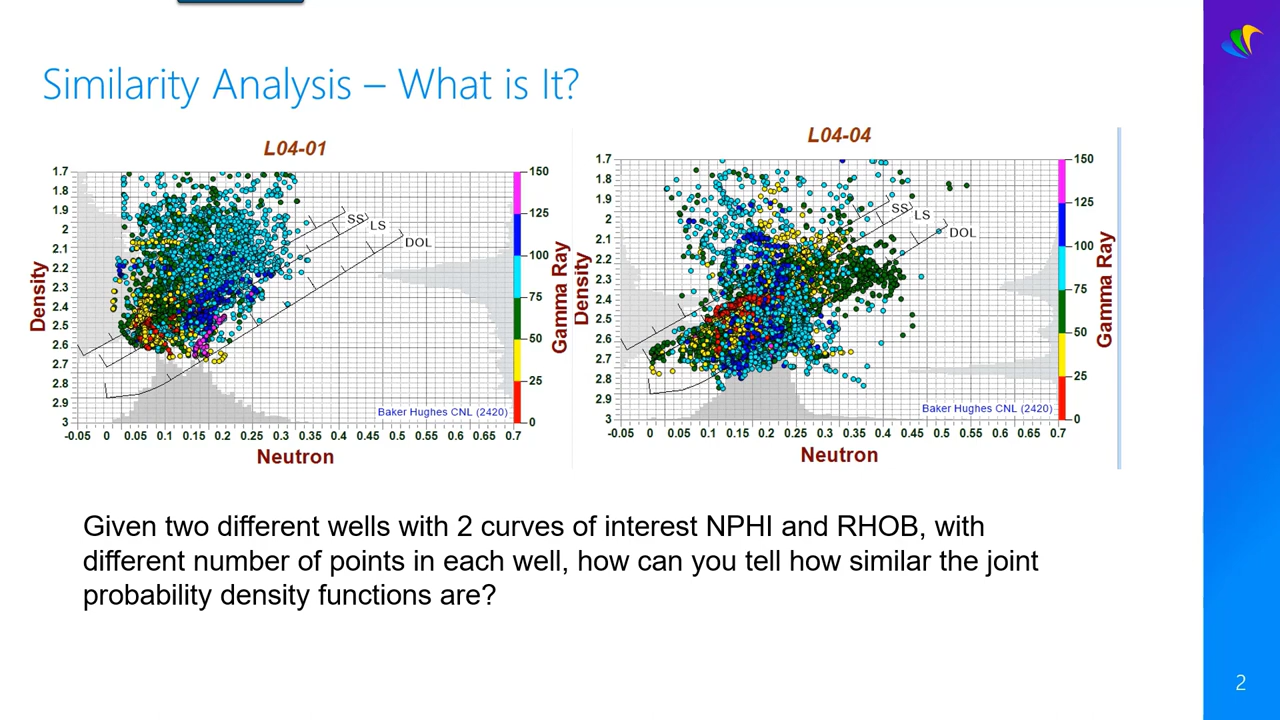 Similarity Analysis – What is It?
L04-01
1.7
1.8
1.9
2
2.1
2.2
2.3
2.4
2.5
2.6
2.7
2.8
2.9
3
Density
-0.05 0 0.05 0.1 0.15 0.2 0.25 0.3 0.35 0.4 0.45 0.5 0.55 0.6 0.65 0.7
Neutron
SS
LS
DOL
Baker Hughes CNL (2420)
150
125
100
75
50
25
0
Gamma Ray
L04-04
1.7
1.8
1.9
2
2.1
2.2
2.3
2.4
2.5
2.6
2.7
2.8
2.9
3
Density
-0.05 0 0.05 0.1 0.15 0.2 0.25 0.3 0.35 0.4 0.45 0.5 0.55 0.6 0.65 0.7
Neutron
SS
LS
DOL
Baker Hughes CNL (2420)
150
125
100
75
50
25
0
Gamma Ray
Given two different wells with 2 curves of interest NPHI and RHOB, with
different number of points in each well, how can you tell how similar the joint
probability density functions are?
2